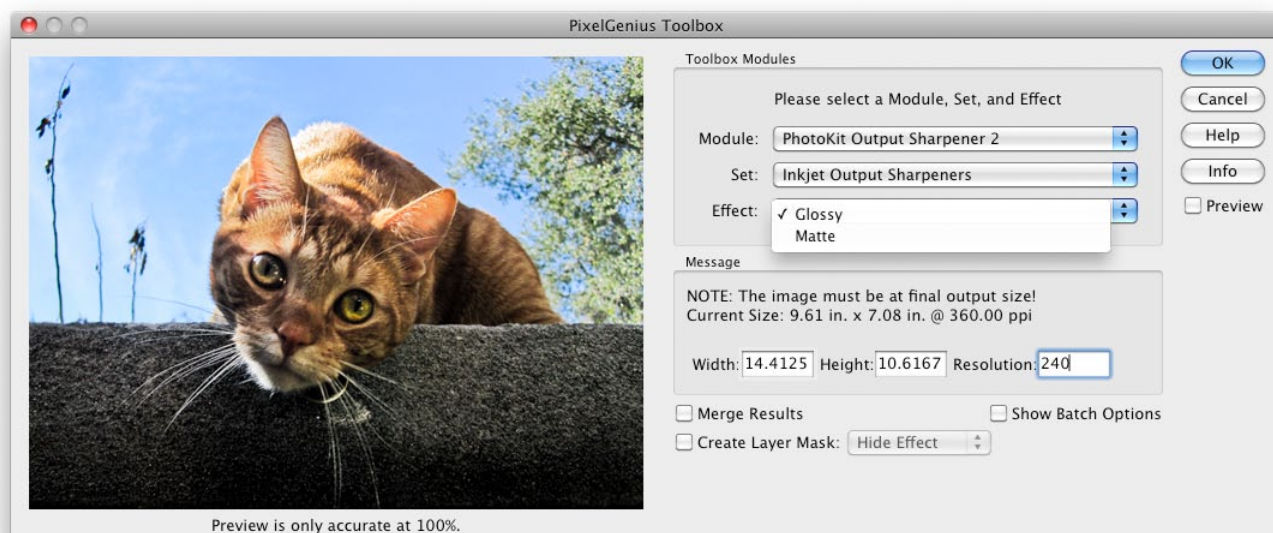 PixelGenius Toolbox
Toolbox Modules
Please select a Module, Set, and Effect
Module: PhotoKit Output Sharpener 2
Set: Inkjet Output Sharpeners
Effect: ✓ Glossy
Matte
Message
NOTE: The image must be at final output size!
Current Size: 9.61 in. x 7.08 in. @ 360.00 ppi
Width: 14.4125 Height: 10.6167 Resolution: 240
Merge Results
Show Batch Options
Create Layer Mask: Hide Effect
OK
Cancel
Help
Info
Preview
Preview is only accurate at 100%.